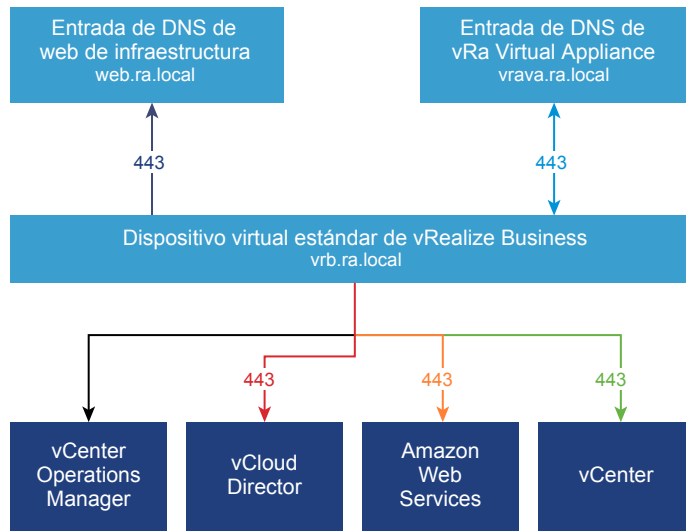 Entrada de DNS de
web de infraestructura
web.ra.local
Entrada de DNS de
vRa Virtual Appliance
vrava.ra.local
443
443
Dispositivo virtual estándar de vRealize Business
vrb.ra.local
443
443
443
vCenter
Operations
Manager
vCloud
Director
Amazon
Web
Services
vCenter